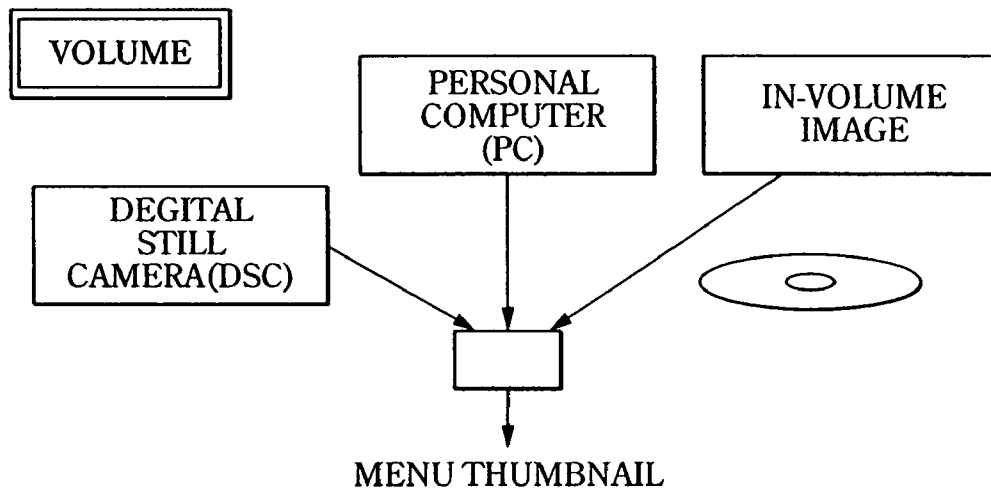 VOLUME
PERSONAL
COMPUTER
(PC)
IN-VOLUME
IMAGE
DEGITAL
STILL
CAMERA(DSC)
MENU THUMBNAIL